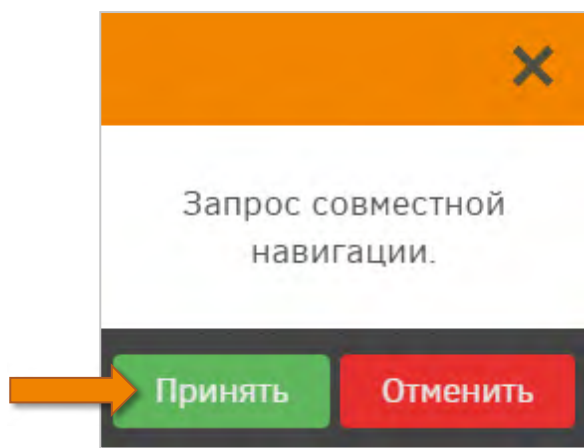 Запрос совместной
навигации.
Принять Отменить